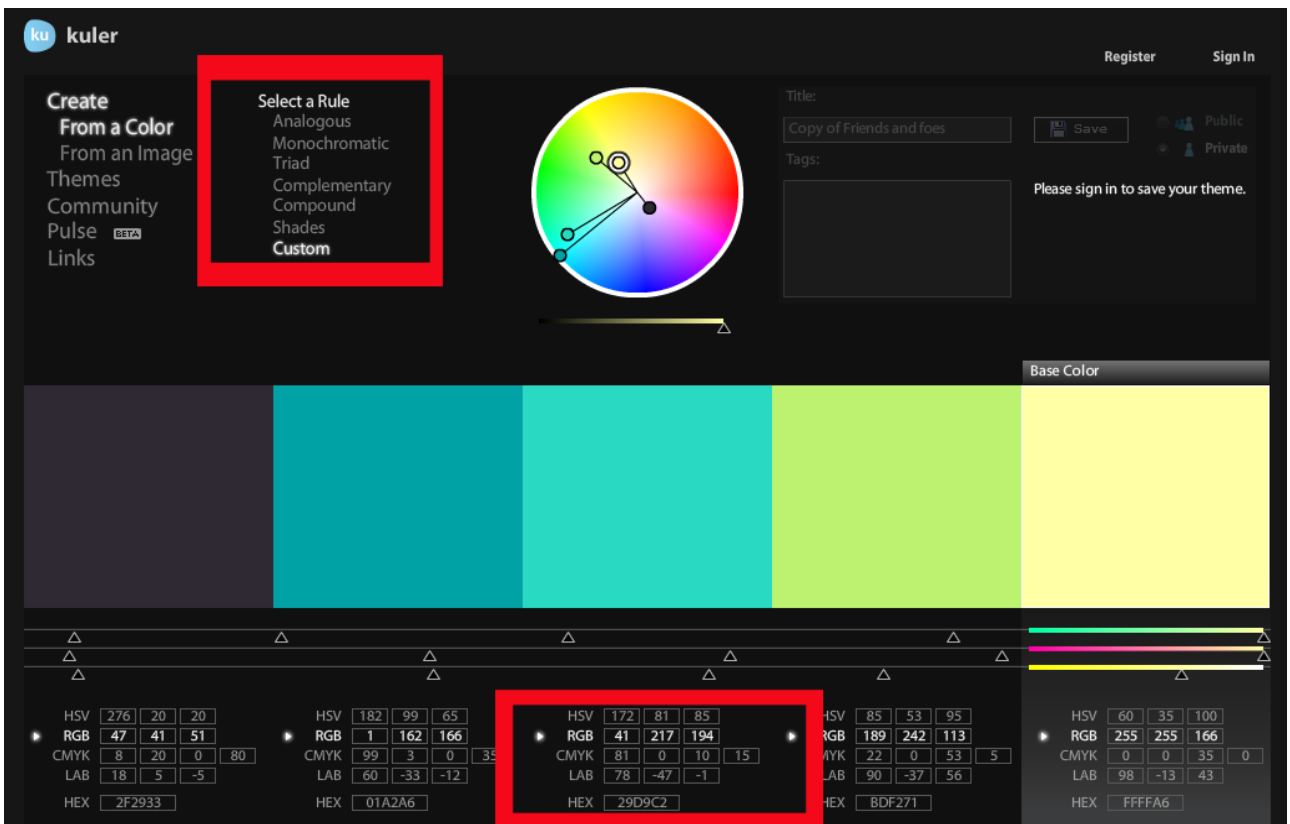 ku kuler
Register Sign In
Create
From a Color
From an Image
Themes
Community
Pulse BETA
Links
Select a Rule
Analogous
Monochromatic
Triad
Complementary
Compound
Shades
Custom
Title:
Copy of Friends and foes
Tags:
Save
Public
Private
Please sign in to save your theme.
Base Color
HSV 276 20 20
RGB 47 41 51
CMYK 8 20 0 80
LAB 18 5 -5
HEX 2F2933
HSV 182 99 65
RGB 1 162 166
CMYK 99 3 0 35
LAB 60 -33 -12
HEX 01A2A6
HSV 172 81 85
RGB 41 217 194
CMYK 81 0 10 15
LAB 78 -47 -1
HEX 29D9C2
HSV 85 53 95
RGB 189 242 113
MYK 22 0 53 5
LAB 90 -37 56
HEX BDF271
HSV 60 35 100
RGB 255 255 166
CMYK 0 0 35 0
LAB 98 -13 43
HEX FFFFA6